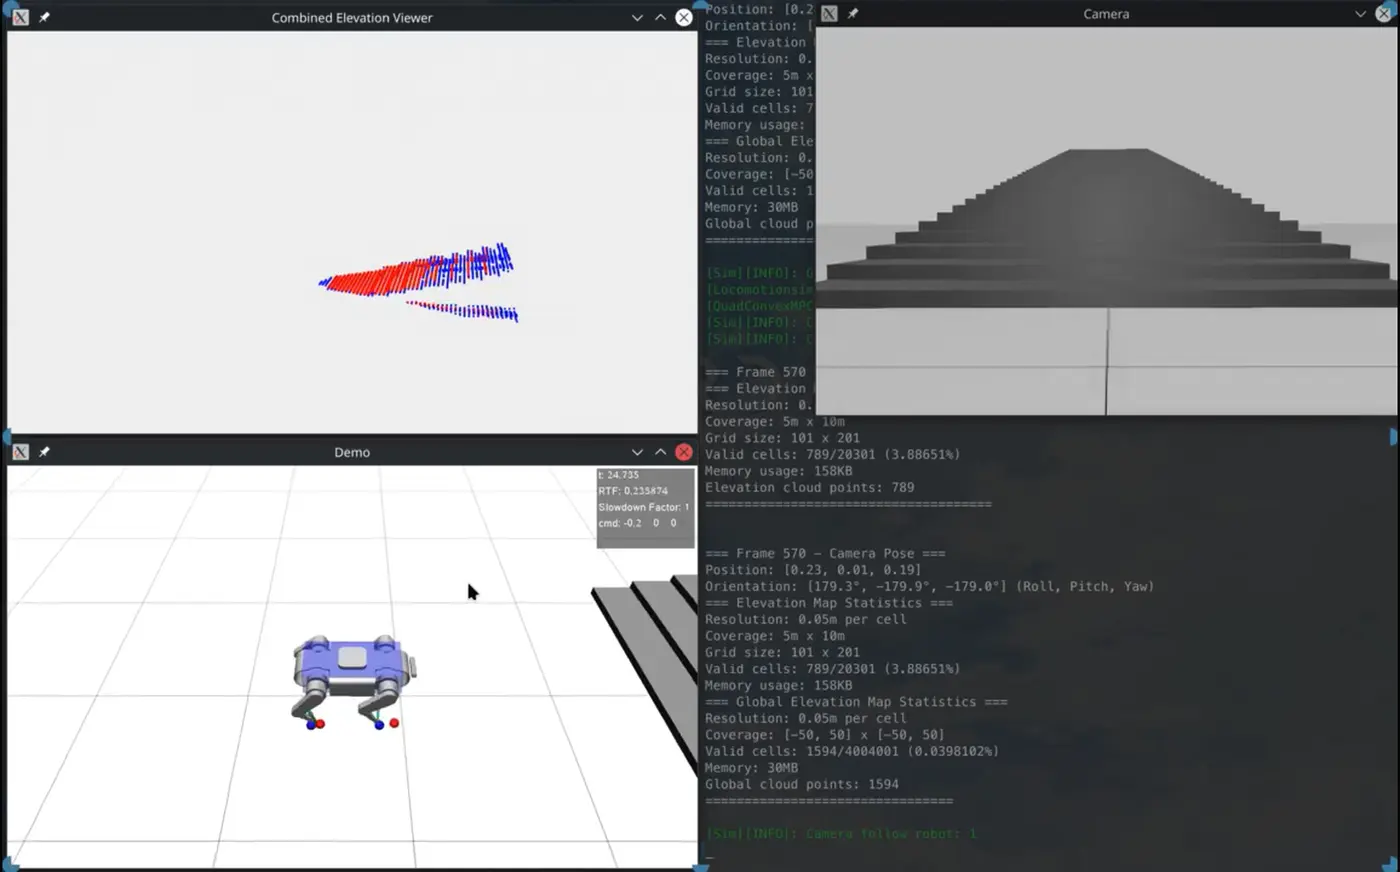 Combined Elevation Viewer
Demo
t: 24.735
RTF: 0.235874
Slowdown Factor: 1
cmd: -0.2 0 0
Position: [0.2
Orientation: [
=== Elevation
Resolution: 0.
Coverage: 5m x
Grid size: 101
Valid cells: 7
Memory usage:
=== Global Ele
Resolution: 0.
Coverage: [-50
Valid cells: 1
Memory: 30MB
Global cloud p
=============
[Sim][INFO]:
[Locomotionsim
[QuadConvexMPC
[Sim][INFO]:
[Sim][INFO]:
=== Frame 570
=== Elevation
Resolution: 0.
Coverage: 5m x 10m
Grid size: 101 x 201
Valid cells: 789/20301 (3.88651%)
Memory usage: 158KB
Elevation cloud points: 789
===================================
=== Frame 570 - Camera Pose ===
Position: [0.23, 0.01, 0.19]
Orientation: [179.3°, -179.9°, -179.0°] (Roll, Pitch, Yaw)
=== Elevation Map Statistics ===
Resolution: 0.05m per cell
Coverage: 5m x 10m
Grid size: 101 x 201
Valid cells: 789/20301 (3.88651%)
Memory usage: 158KB
=== Global Elevation Map Statistics ===
Resolution: 0.05m per cell
Coverage: [-50, 50] x [-50, 50]
Valid cells: 1594/4004001 (0.0398102%)
Memory: 30MB
Global cloud points: 1594
==============================
[Sim][INFO]: Camera follow robot: 1
Camera